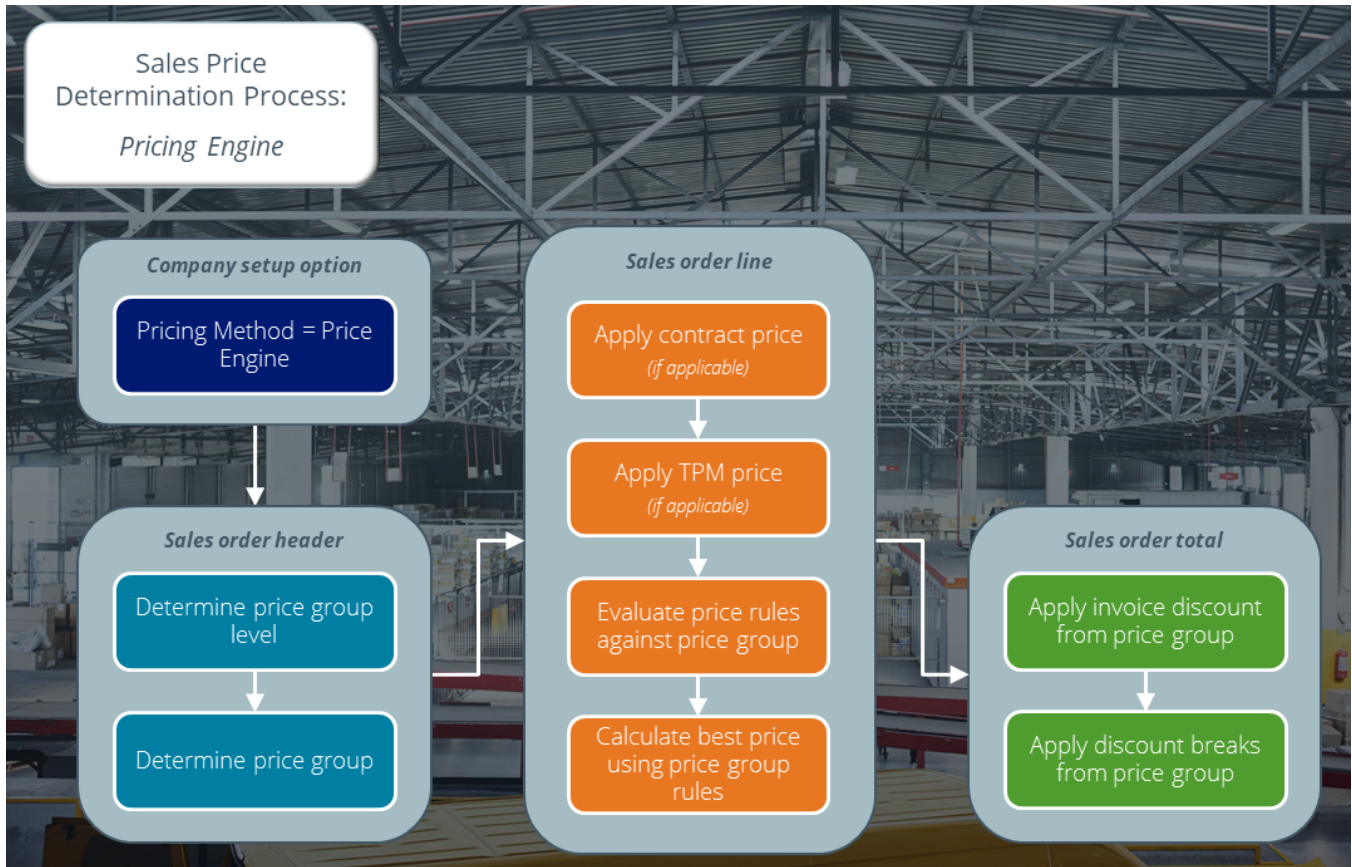 Sales Price
Determination Process:
Pricing Engine
Company setup option
Pricing Method = Price
Engine
Sales order header
Determine price group
level
Determine price group
Sales order line
Apply contract price
(if applicable)
Apply TPM price
(if applicable)
Evaluate price rules
against price group
Calculate best price
using price group
rules
Sales order total
Apply invoice discount
from price group
Apply discount breaks
from price group